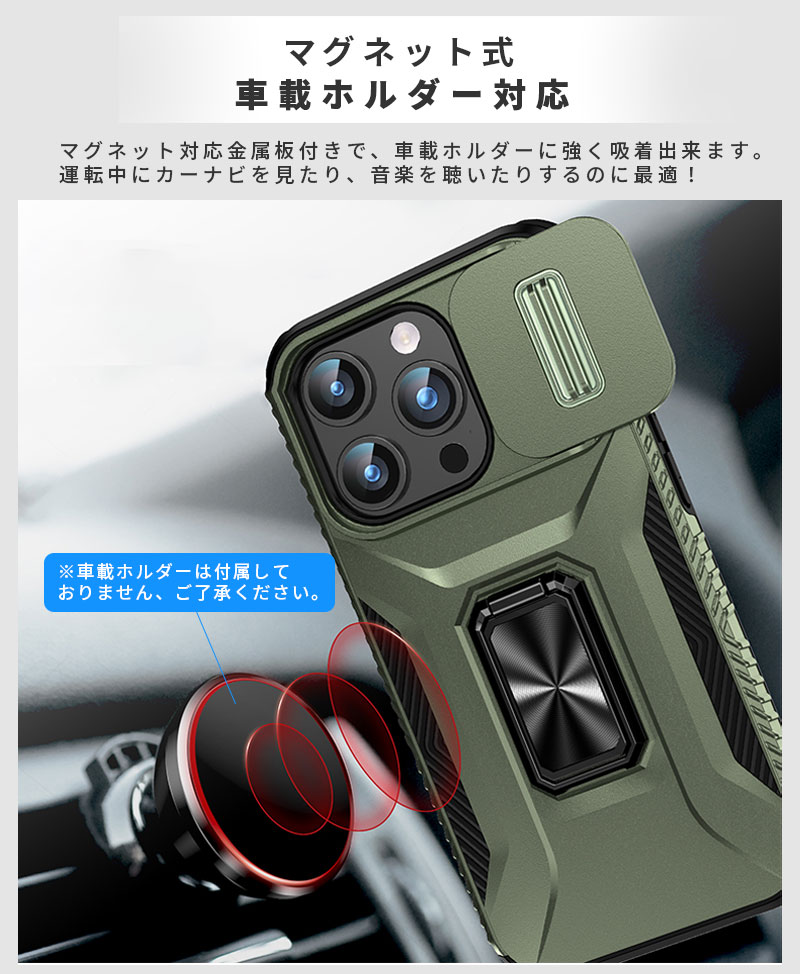 マグネット式
車載ホルダー対応
マグネット対応金属板付きで、車載ホルダーに強く吸着出来ます。
運転中にカーナビを見たり、音楽を聴いたりするのに最適！
※車載ホルダーは付属して
おりません、ご了承ください。